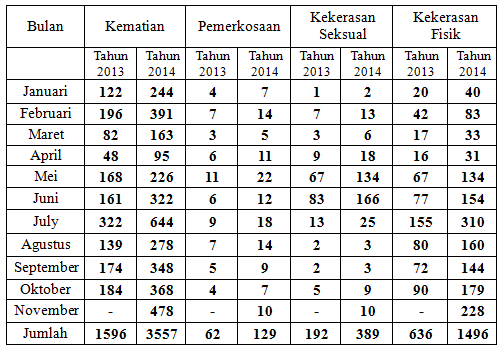 Bulan Kematian Pemerkosaan Kekerasan Seksual Kekerasan Fisik
Tahun 2013 Tahun 2014 Tahun 2013 Tahun 2014 Tahun 2013 Tahun 2014 Tahun 2013 Tahun 2014
Januari 122 244 4 7 1 2 20 40
Februari 196 391 7 14 7 13 42 83
Maret 82 163 3 5 3 6 17 33
April 48 95 6 11 9 18 16 31
Mei 168 226 11 22 67 134 67 134
Juni 161 322 6 12 83 166 77 154
July 322 644 9 18 13 25 155 310
Agustus 139 278 7 14 2 3 80 160
September 174 348 5 9 2 3 72 144
Oktober 184 368 4 7 5 9 90 179
November - 478 - 10 - 10 - 228
Jumlah 1596 3557 62 129 192 389 636 1496